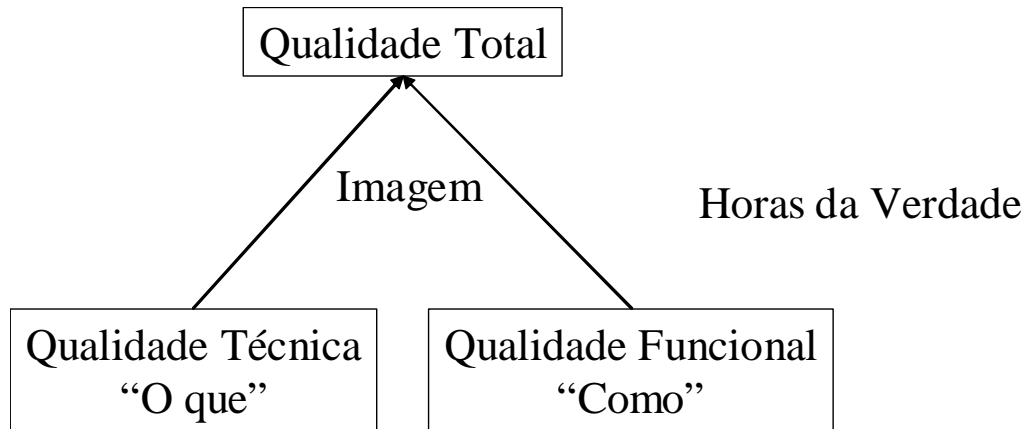 Qualidade Total
Imagem
Horas da Verdade
Qualidade Técnica
“O que”
Qualidade Funcional
“Como”